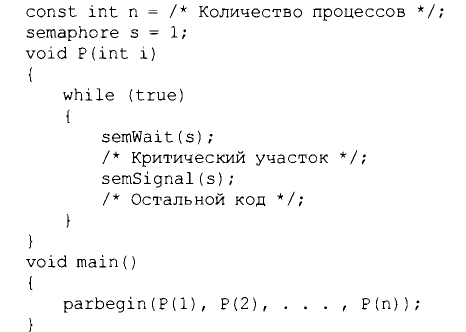 const int n = /* Количество процессов */;
semaphore s = 1;
void P(int i)
{
while (true)
{
semWait(s);
/* Критический участок */;
semSignal(s);
/* Остальной код */;
}
}
void main()
{
parbegin(P(1), P(2), . . . , P(n));
}